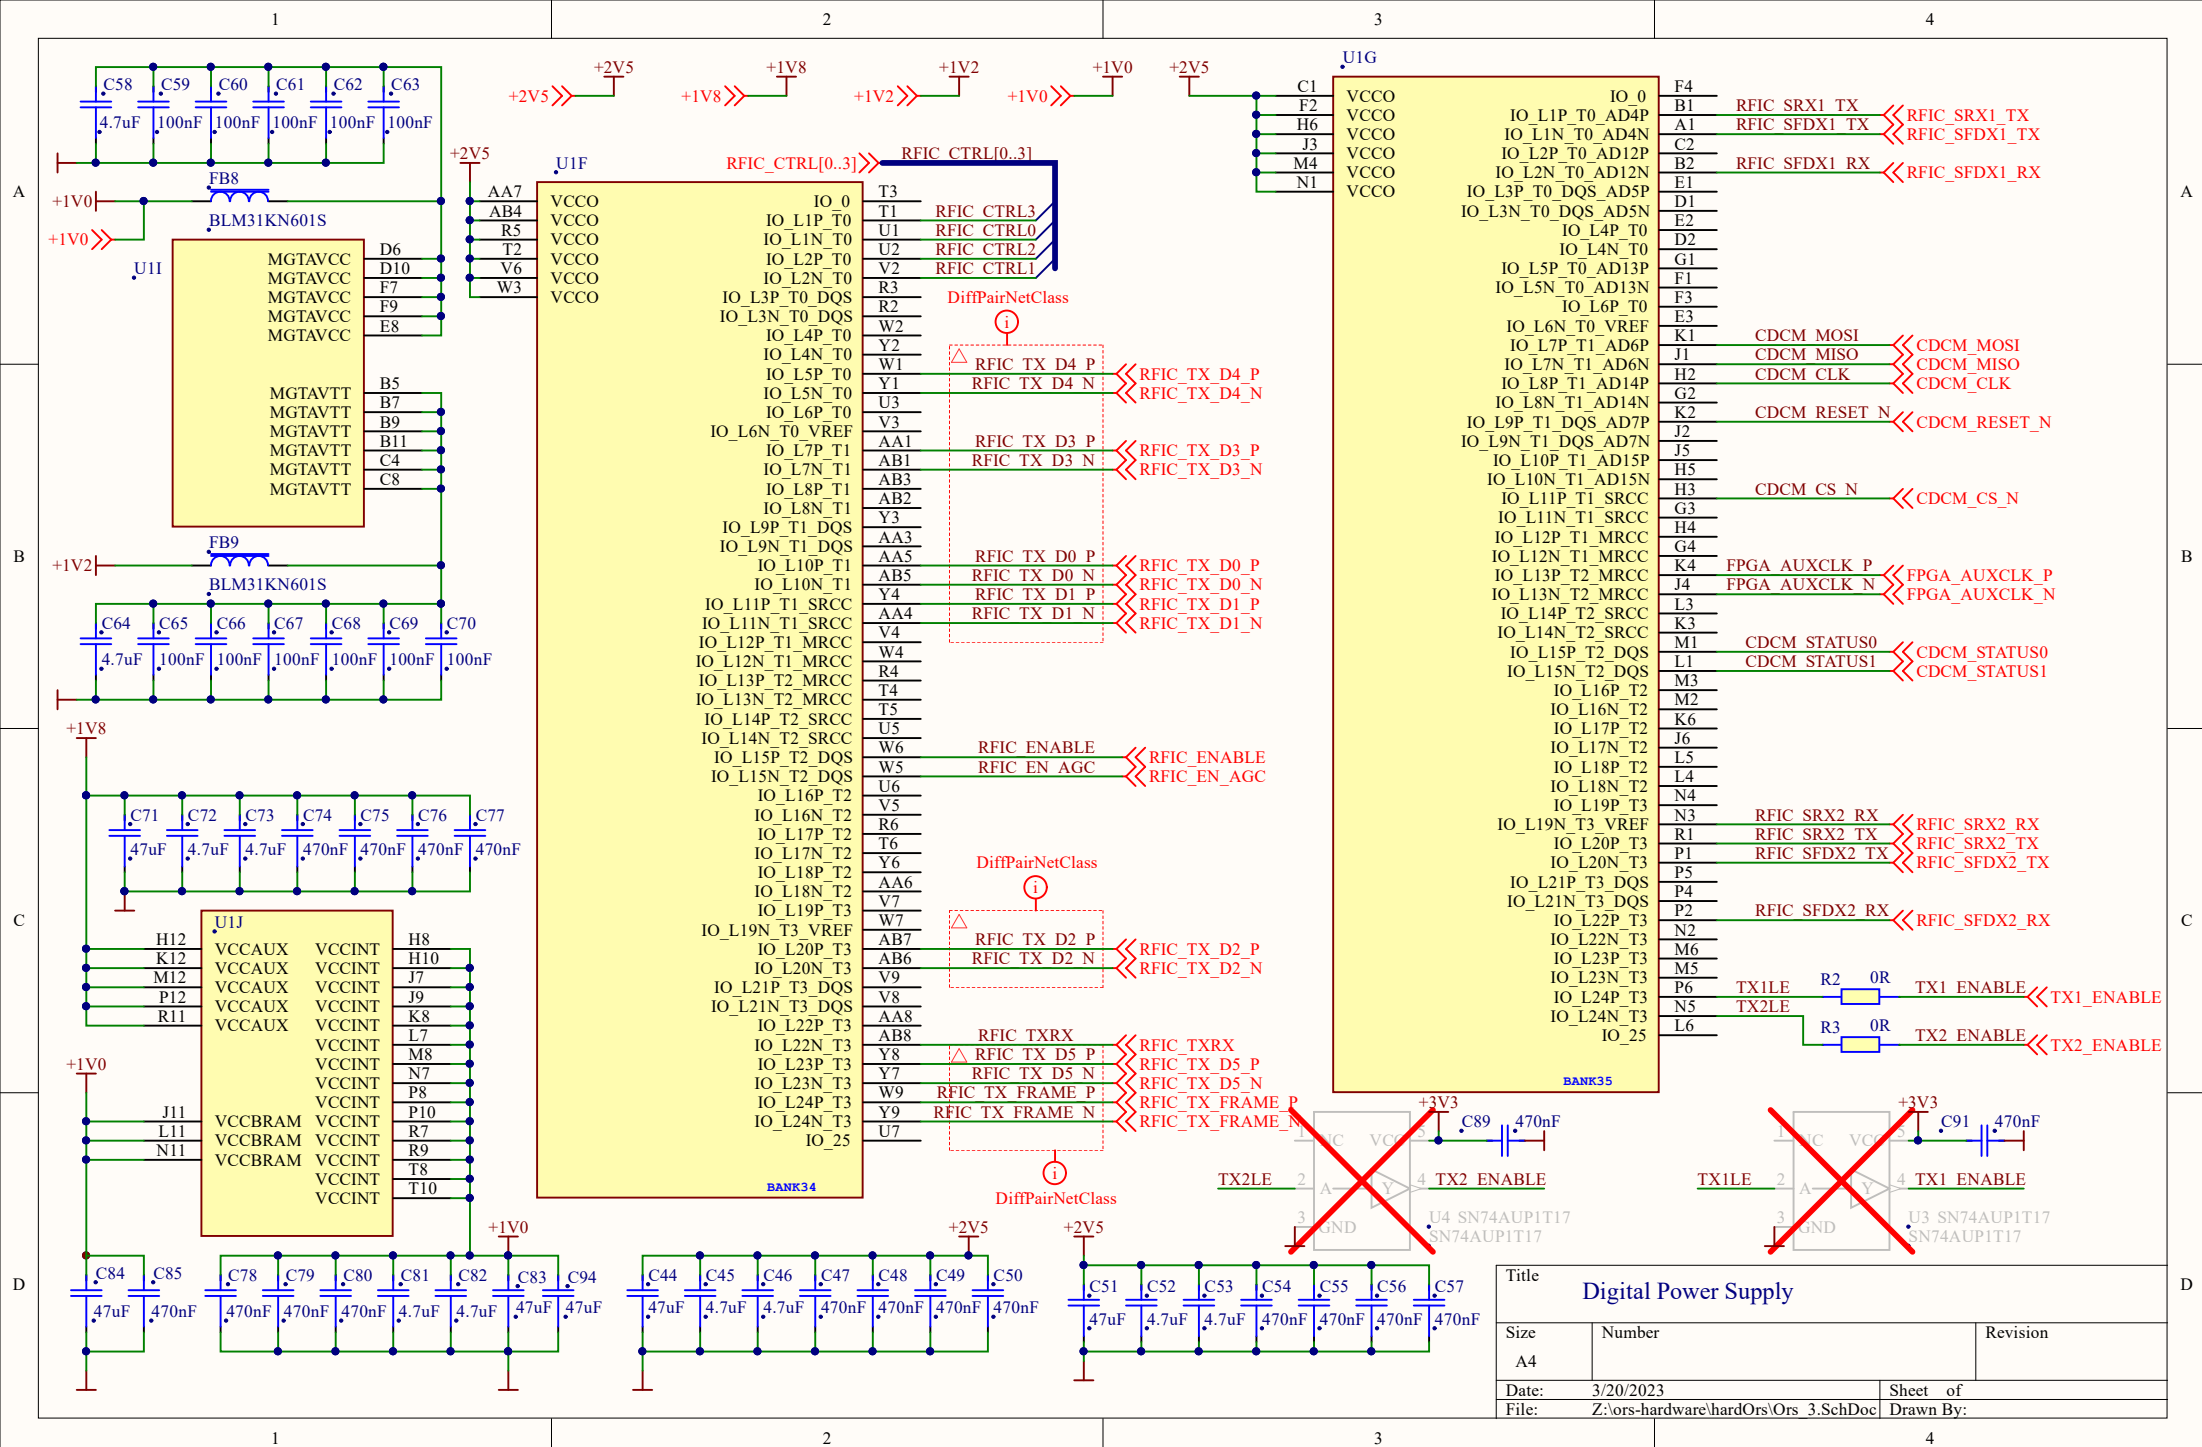 1 2 3 4
A A
B B
C C
D D
1 2 3 4
C58 C59 C60 C61 C62 C63
4.7uF 100nF 100nF 100nF 100nF 100nF
+1V0
FB8
BLM31KN601S
+1V0
U1I
MGTAVCC D6
MGTAVCC D10
MGTAVCC F7
MGTAVCC F9
MGTAVCC E8
MGTAVTT B5
MGTAVTT B7
MGTAVTT B9
MGTAVTT B11
MGTAVTT C4
MGTAVTT C8
+1V2
FB9
BLM31KN601S
C64 C65 C66 C67 C68 C69 C70
4.7uF 100nF 100nF 100nF 100nF 100nF 100nF
+1V8
C71 C72 C73 C74 C75 C76 C77
47uF 4.7uF 4.7uF 470nF 470nF 470nF 470nF
U1J
H12 VCCAUX VCCINT H8
K12 VCCAUX VCCINT H10
M12 VCCAUX VCCINT J7
P12 VCCAUX VCCINT J9
R11 VCCAUX VCCINT K8
VCCINT L7
VCCINT M8
+1V0
VCCINT N7
VCCINT P8
J11 VCCBRAM VCCINT P10
L11 VCCBRAM VCCINT R7
N11 VCCBRAM VCCINT R9
VCCINT T8
VCCINT T10
+1V0
C84 C85 C78 C79 C80 C81 C82 C83 C94
47uF 470nF 470nF 470nF 470nF 4.7uF 4.7uF 47uF 47uF
+2V5 +1V8 +1V2 +1V0
+2V5 +1V8 +1V2 +1V0
+2V5
U1F
RFIC_CTRL[0..3] RFIC_CTRL[0..3]
AA7 VCCO IO_0 T3
AB4 VCCO IO_L1P_T0 T1 RFIC_CTRL3
R5 VCCO IO_L1N_T0 U1 RFIC_CTRL0
T2 VCCO IO_L2P_T0 U2 RFIC_CTRL2
V6 VCCO IO_L2N_T0 V2 RFIC_CTRL1
W3 VCCO IO_L3P_T0_DQS R3
DiffPairNetClass
i
IO_L3N_T0_DQS R2
IO_L4P_T0 W2
IO_L4N_T0 Y2
IO_L5P_T0 W1 RFIC_TX_D4_P RFIC_TX_D4_P
IO_L5N_T0 Y1 RFIC_TX_D4_N RFIC_TX_D4_N
IO_L6P_T0 U3
IO_L6N_T0_VREF V3
IO_L7P_T1 AA1 RFIC_TX_D3_P RFIC_TX_D3_P
IO_L7N_T1 AB1 RFIC_TX_D3_N RFIC_TX_D3_N
IO_L8P_T1 AB3
IO_L8N_T1 AB2
IO_L9P_T1_DQS Y3
IO_L9N_T1_DQS AA3
IO_L10P_T1 AA5 RFIC_TX_D0_P RFIC_TX_D0_P
IO_L10N_T1 AB5 RFIC_TX_D0_N RFIC_TX_D0_N
IO_L11P_T1_SRCC Y4 RFIC_TX_D1_P RFIC_TX_D1_P
IO_L11N_T1_SRCC AA4 RFIC_TX_D1_N RFIC_TX_D1_N
IO_L12P_T1_MRCC V4
IO_L12N_T1_MRCC W4
IO_L13P_T2_MRCC R4
IO_L13N_T2_MRCC T4
IO_L14P_T2_SRCC T5
IO_L14N_T2_SRCC U5
IO_L15P_T2_DQS W6 RFIC_ENABLE RFIC_ENABLE
IO_L15N_T2_DQS W5 RFIC_EN_AGC RFIC_EN_AGC
IO_L16P_T2 U6
IO_L16N_T2 V5
IO_L17P_T2 R6
IO_L17N_T2 T6
IO_L18P_T2 Y6
IO_L18N_T2 AA6
DiffPairNetClass
i
IO_L19P_T3 V7
IO_L19N_T3_VREF W7
IO_L20P_T3 AB7 RFIC_TX_D2_P RFIC_TX_D2_P
IO_L20N_T3 AB6 RFIC_TX_D2_N RFIC_TX_D2_N
IO_L21P_T3_DQS V9
IO_L21N_T3_DQS V8
IO_L22P_T3 AA8
IO_L22N_T3 AB8 RFIC_TXRX RFIC_TXRX
IO_L23P_T3 Y8 RFIC_TX_D5_P RFIC_TX_D5_P
IO_L23N_T3 Y7 RFIC_TX_D5_N RFIC_TX_D5_N
IO_L24P_T3 W9 RFIC_TX_FRAME_P RFIC_TX_FRAME_P
IO_L24N_T3 Y9 RFIC_TX_FRAME_N RFIC_TX_FRAME_N
IO_25 U7
i
DiffPairNetClass
BANK34
+2V5
C44 C45 C46 C47 C48 C49 C50
47uF 4.7uF 4.7uF 470nF 470nF 470nF 470nF
+2V5
C51 C52 C53 C54 C55 C56 C57
47uF 4.7uF 4.7uF 470nF 470nF 470nF 470nF
+2V5
U1G
C1 VCCO IO_0 F4
F2 VCCO IO_L1P_T0_AD4P B1 RFIC_SRX1_TX RFIC_SRX1_TX
H6 VCCO IO_L1N_T0_AD4N A1 RFIC_SFDX1_TX RFIC_SFDX1_TX
J3 VCCO IO_L2P_T0_AD12P C2
M4 VCCO IO_L2N_T0_AD12N B2 RFIC_SFDX1_RX RFIC_SFDX1_RX
N1 VCCO IO_L3P_T0_DQS_AD5P E1
IO_L3N_T0_DQS_AD5N D1
IO_L4P_T0 E2
IO_L4N_T0 D2
IO_L5P_T0_AD13P G1
IO_L5N_T0_AD13N F1
IO_L6P_T0 F3
IO_L6N_T0_VREF E3
IO_L7P_T1_AD6P K1 CDCM_MOSI CDCM_MOSI
IO_L7N_T1_AD6N J1 CDCM_MISO CDCM_MISO
IO_L8P_T1_AD14P H2 CDCM_CLK CDCM_CLK
IO_L8N_T1_AD14N G2
IO_L9P_T1_DQS_AD7P K2 CDCM_RESET_N CDCM_RESET_N
IO_L9N_T1_DQS_AD7N J2
IO_L10P_T1_AD15P J5
IO_L10N_T1_AD15N H5
IO_L11P_T1_SRCC H3 CDCM_CS_N CDCM_CS_N
IO_L11N_T1_SRCC G3
IO_L12P_T1_MRCC H4
IO_L12N_T1_MRCC G4
IO_L13P_T2_MRCC K4 FPGA_AUXCLK_P FPGA_AUXCLK_P
IO_L13N_T2_MRCC J4 FPGA_AUXCLK_N FPGA_AUXCLK_N
IO_L14P_T2_SRCC L3
IO_L14N_T2_SRCC K3
IO_L15P_T2_DQS M1 CDCM_STATUS0 CDCM_STATUS0
IO_L15N_T2_DQS L1 CDCM_STATUS1 CDCM_STATUS1
IO_L16P_T2 M3
IO_L16N_T2 M2
IO_L17P_T2 K6
IO_L17N_T2 J6
IO_L18P_T2 L5
IO_L18N_T2 L4
IO_L19P_T3 N4
IO_L19N_T3_VREF N3 RFIC_SRX2_RX RFIC_SRX2_RX
IO_L20P_T3 R1 RFIC_SRX2_TX RFIC_SRX2_TX
IO_L20N_T3 P1 RFIC_SFDX2_TX RFIC_SFDX2_TX
IO_L21P_T3_DQS P5
IO_L21N_T3_DQS P4
IO_L22P_T3 P2 RFIC_SFDX2_RX RFIC_SFDX2_RX
IO_L22N_T3 N2
IO_L23P_T3 M6
IO_L23N_T3 M5
IO_L24P_T3 P6 TX1LE R2 0R TX1_ENABLE TX1_ENABLE
IO_L24N_T3 N5 TX2LE
IO_25 L6 R3 0R TX2_ENABLE TX2_ENABLE
BANK35
+3V3 C89 470nF
1 NC VCC 5
TX2LE 2 A Y 4 TX2_ENABLE
3 GND
U4 SN74AUP1T17
SN74AUP1T17
+3V3 C91 470nF
1 NC VCC 5
TX1LE 2 A Y 4 TX1_ENABLE
3 GND
U3 SN74AUP1T17
SN74AUP1T17
Title
Digital Power Supply
Size Number Revision
A4
Date: 3/20/2023 Sheet of
File: Z:\ors-hardware\hardOrs\Ors_3.SchDoc Drawn By: